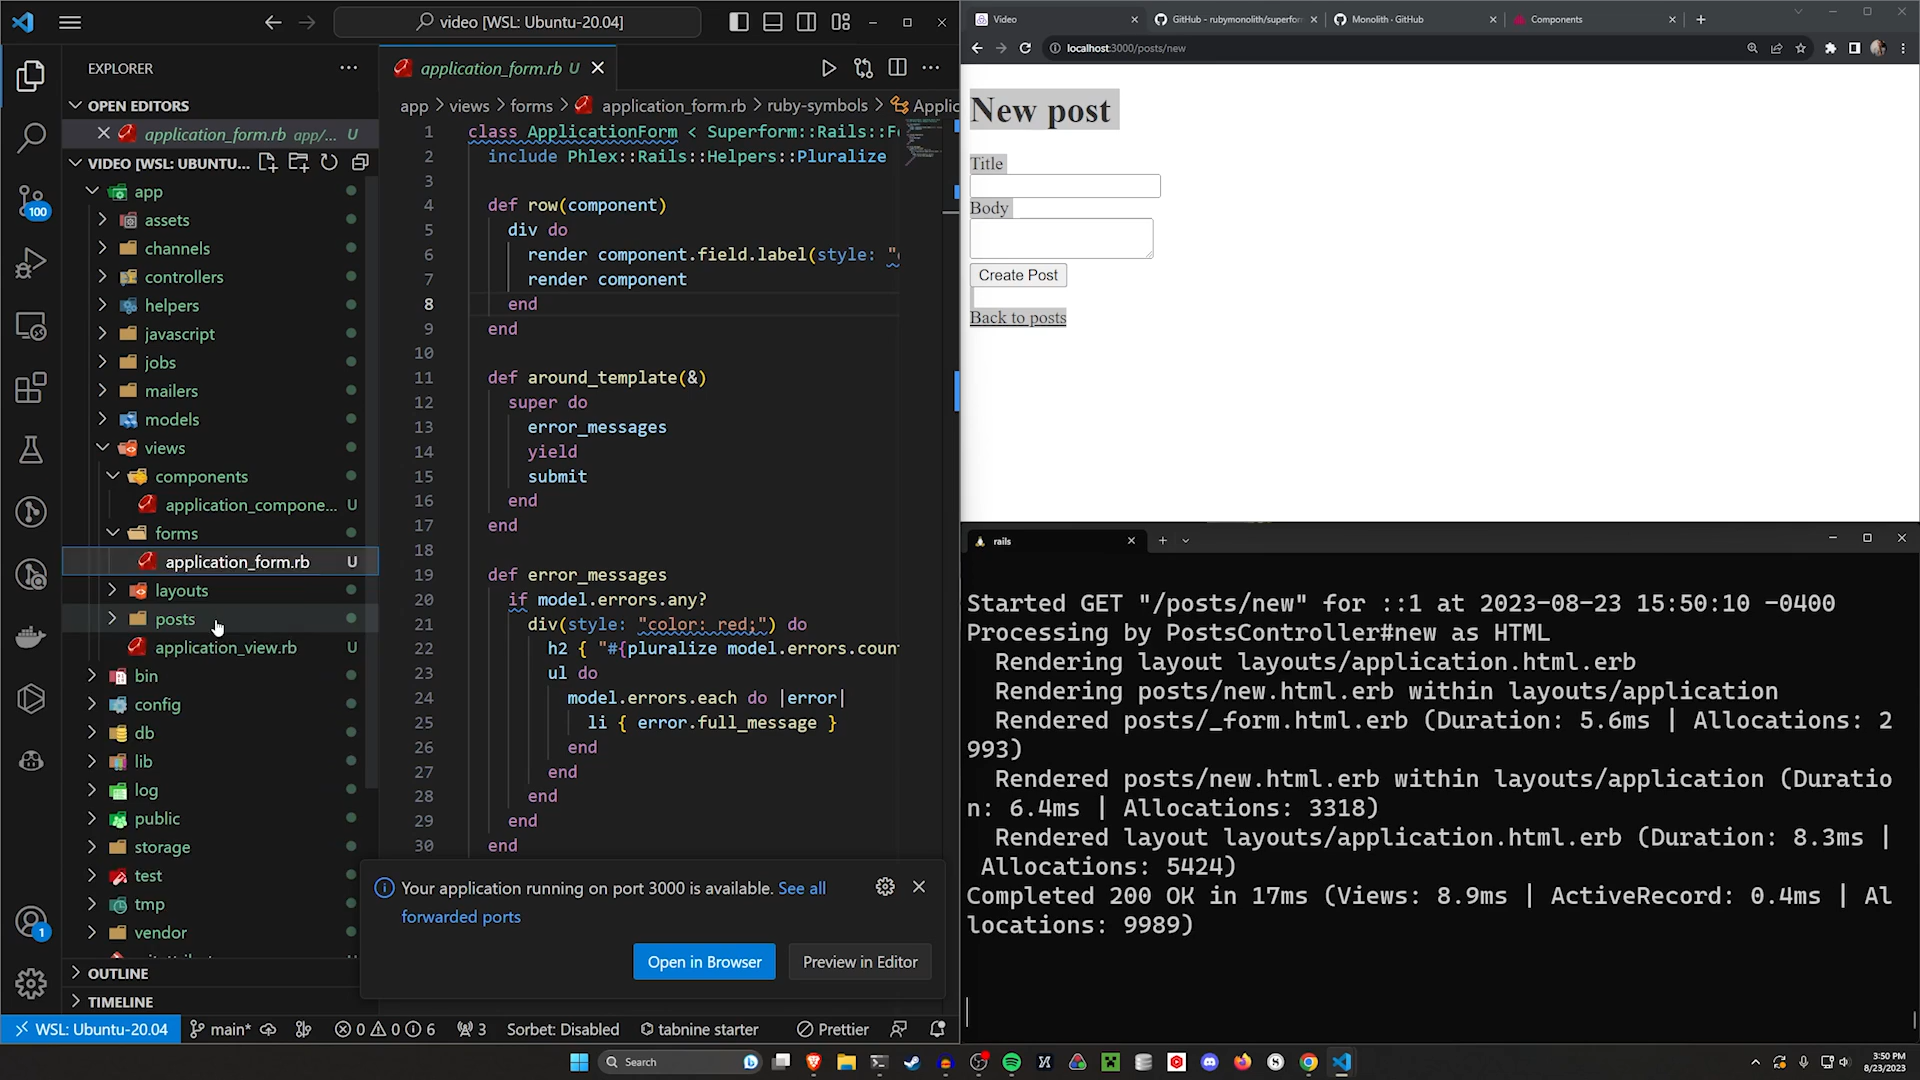 video [WSL: Ubuntu-20.04]
EXPLORER
OPEN EDITORS
application_form.rb app/... U
VIDEO [WSL: UBUNTU...
app
assets
channels
controllers
helpers
javascript
jobs
mailers
models
views
components
application_compone... U
forms
application_form.rb U
layouts
posts
application_view.rb U
bin
config
db
lib
log
public
storage
test
tmp
vendor
OUTLINE
TIMELINE
100
1
application_form.rb U
app > views > forms > application_form.rb > ruby-symbols > Applic
1 class ApplicationForm < Superform::Rails::Fo
2 include Phlex::Rails::Helpers::Pluralize
3
4 def row(component)
5 div do
6 render component.field.label(style: "
7 render component
8 end
9 end
10
11 def around_template(&)
12 super do
13 error_messages
14 yield
15 submit
16 end
17 end
18
19 def error_messages
20 if model.errors.any?
21 div(style: "color: red;") do
22 h2 { "#{pluralize model.errors.coun
23 ul do
24 model.errors.each do |error|
25 li { error.full_message }
26 end
27 end
28 end
29 end
30 end
Your application running on port 3000 is available. See all
forwarded ports
Open in Browser
Preview in Editor
WSL: Ubuntu-20.04
main*
0 0 6
3
Sorbet: Disabled
tabnine starter
Prettier
Video
GitHub - rubymonolith/superfor
Monolith · GitHub
Components
localhost:3000/posts/new
New post
Title
Body
Create Post
Back to posts
rails
Started GET "/posts/new" for ::1 at 2023-08-23 15:50:10 -0400
Processing by PostsController#new as HTML
Rendering layout layouts/application.html.erb
Rendering posts/new.html.erb within layouts/application
Rendered posts/_form.html.erb (Duration: 5.6ms | Allocations: 2
993)
Rendered posts/new.html.erb within layouts/application (Duratio
n: 6.4ms | Allocations: 3318)
Rendered layout layouts/application.html.erb (Duration: 8.3ms |
Allocations: 5424)
Completed 200 OK in 17ms (Views: 8.9ms | ActiveRecord: 0.4ms | Al
locations: 9989)
Search
3:50 PM
8/23/2023